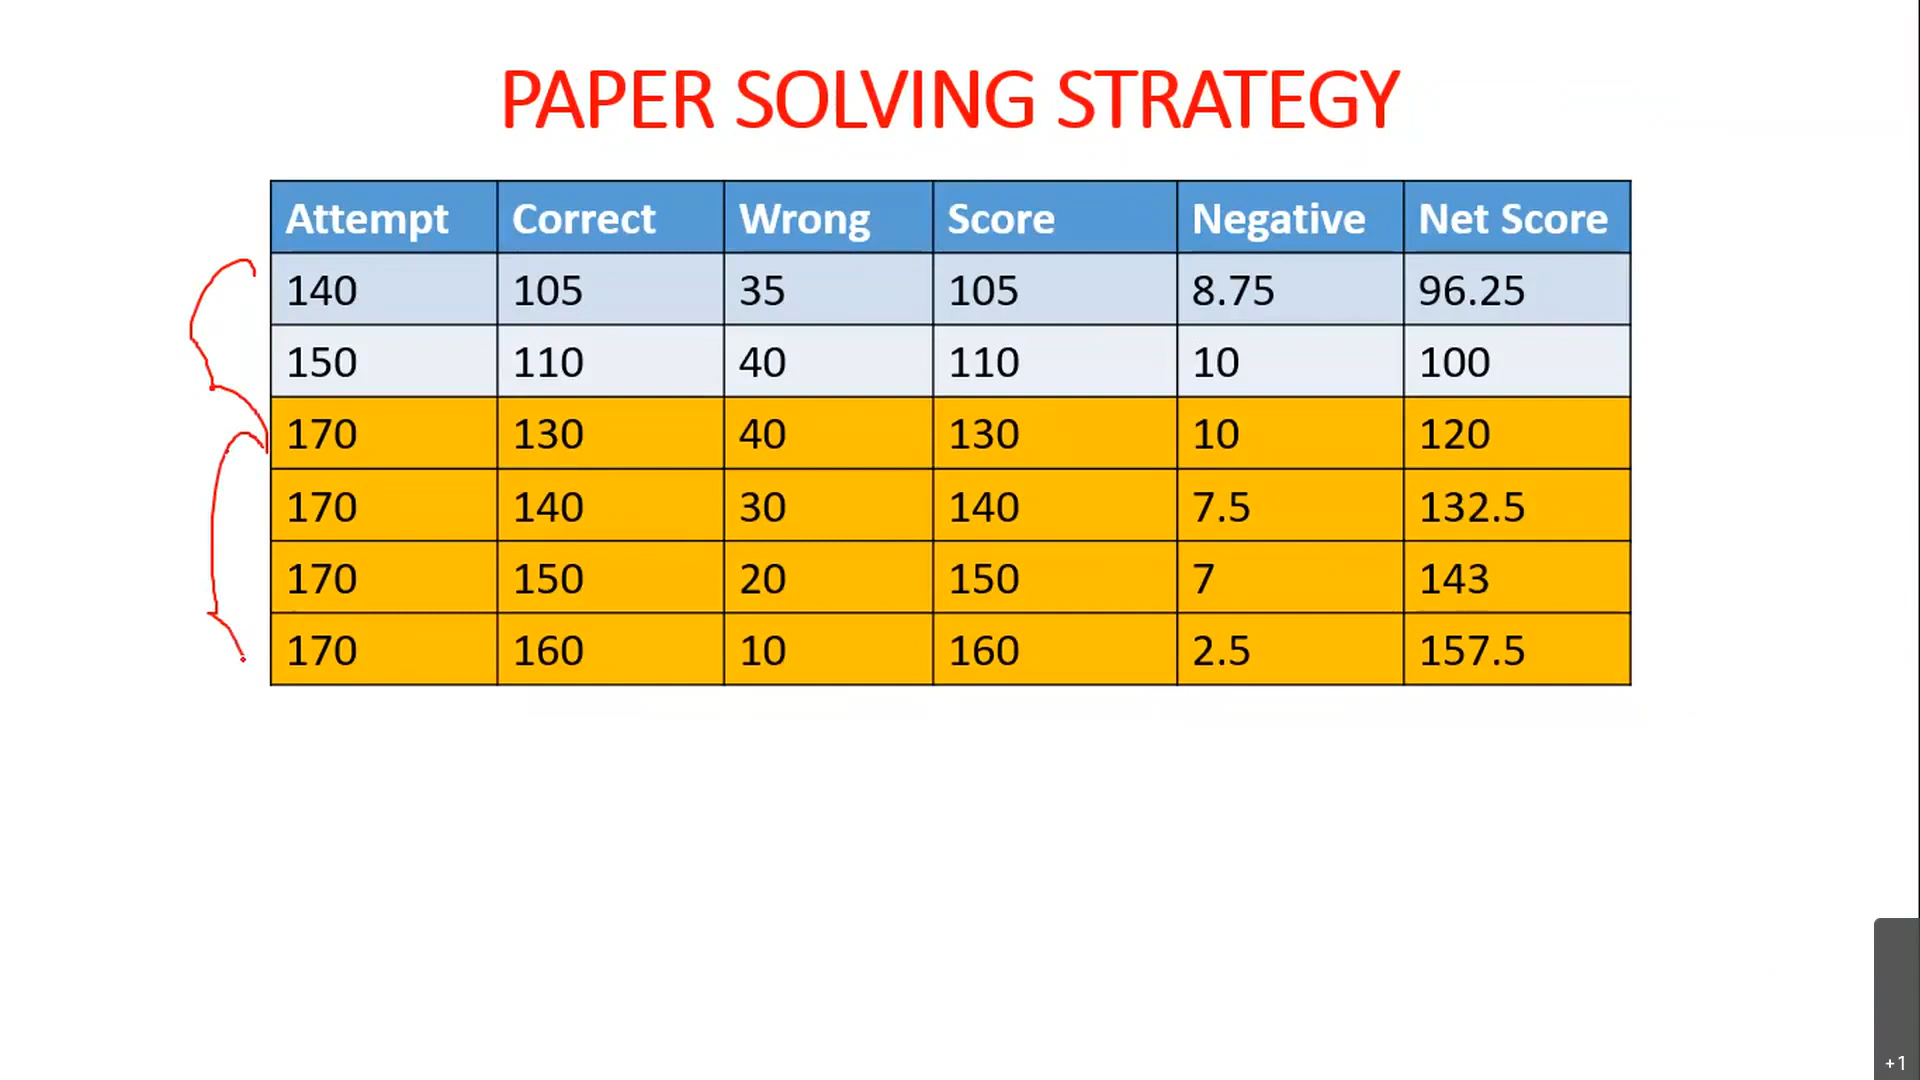 PAPER SOLVING STRATEGY
Attempt Correct Wrong Score Negative Net Score
140 105 35 105 8.75 96.25
150 110 40 110 10 100
170 130 40 130 10 120
170 140 30 140 7.5 132.5
170 150 20 150 7 143
170 160 10 160 2.5 157.5
+1